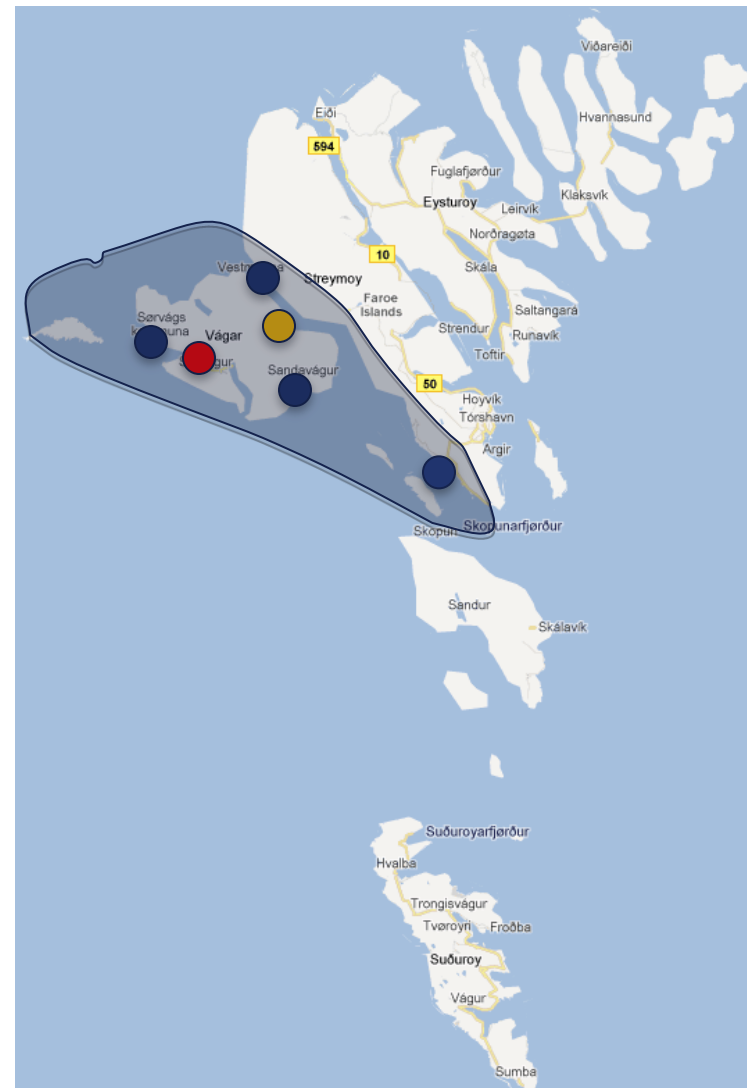 Viðareiði
Eiði
Hvannasund
594
Fuglafjørður
Klaksvík
Eysturoy
Leirvík
Norðragøta
10
Skála
Streymoy
Faroe
Islands
Saltangará
Sørvágs
Strendur
Runavík
Vágar
Toftir
Sandavágur
50
Hoyvík
Tórshavn
Argir
Skopunarfjørður
Skopun
Sandur
Skálavík
Suðuroyarfjørður
Hvalba
Trongisvágur
Tvøroyri
Froðba
Suðuroy
Vágur
Sumba